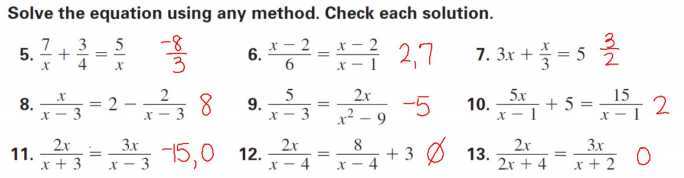 Solve the equation using any method. Check each solution.
5. 7/x + 3/4 = 5/x -8/3 6. (x - 2)/6 = (x - 2)/(x - 1) 2,7 7. 3x + x/3 = 5 3/2
8. x/(x - 3) = 2 - 2/(x - 3) 8 9. 5/(x - 3) = 2x/(x² - 9) -5 10. 5x/(x - 1) + 5 = 15/(x - 1) 2
11. 2x/(x + 3) = 3x/(x - 3) -15,0 12. 2x/(x - 4) = 8/(x - 4) + 3 Ø 13. 2x/(2x + 4) = 3x/(x + 2) 0